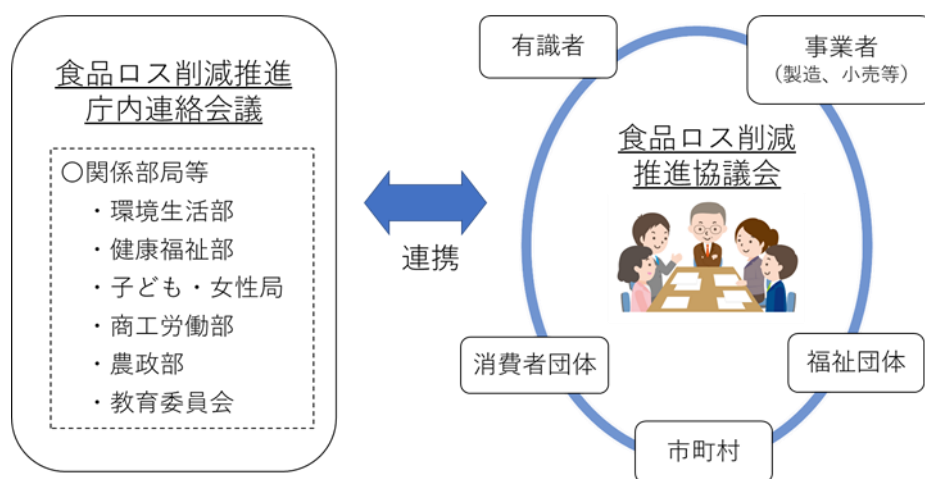 食品ロス削減推進
庁内連絡会議
〇関係部局等
・環境生活部
・健康福祉部
・子ども・女性局
・商工労働部
・農政部
・教育委員会
連携
有識者
事業者
（製造、小売等）
食品ロス削減
推進協議会
消費者団体
福祉団体
市町村